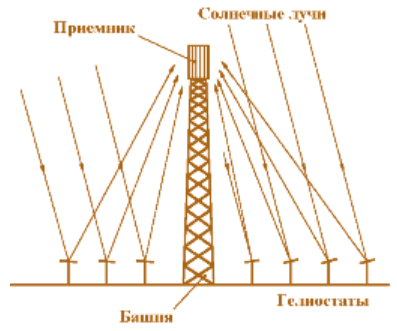 Солнечные лучи
Приемник
Гелиостаты
Башня